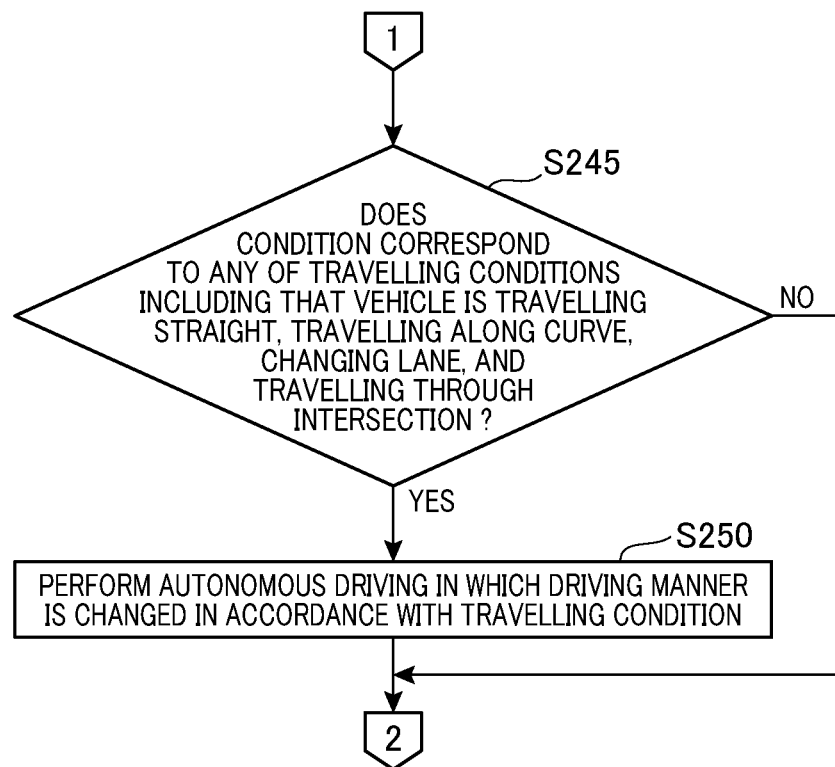 1
S245
DOES
CONDITION CORRESPOND
TO ANY OF TRAVELLING CONDITIONS
INCLUDING THAT VEHICLE IS TRAVELLING
STRAIGHT, TRAVELLING ALONG CURVE,
CHANGING LANE, AND
TRAVELLING THROUGH
INTERSECTION ?
NO
YES
S250
PERFORM AUTONOMOUS DRIVING IN WHICH DRIVING MANNER
IS CHANGED IN ACCORDANCE WITH TRAVELLING CONDITION
2